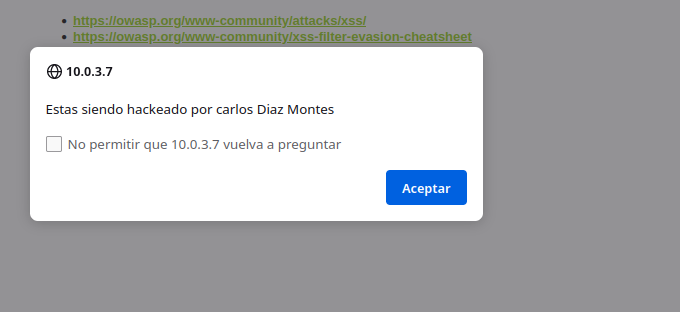 https://owasp.org/www-community/attacks/xss/
https://owasp.org/www-community/xss-filter-evasion-cheatsheet
10.0.3.7
Estas siendo hackeado por carlos Diaz Montes
No permitir que 10.0.3.7 vuelva a preguntar
Aceptar